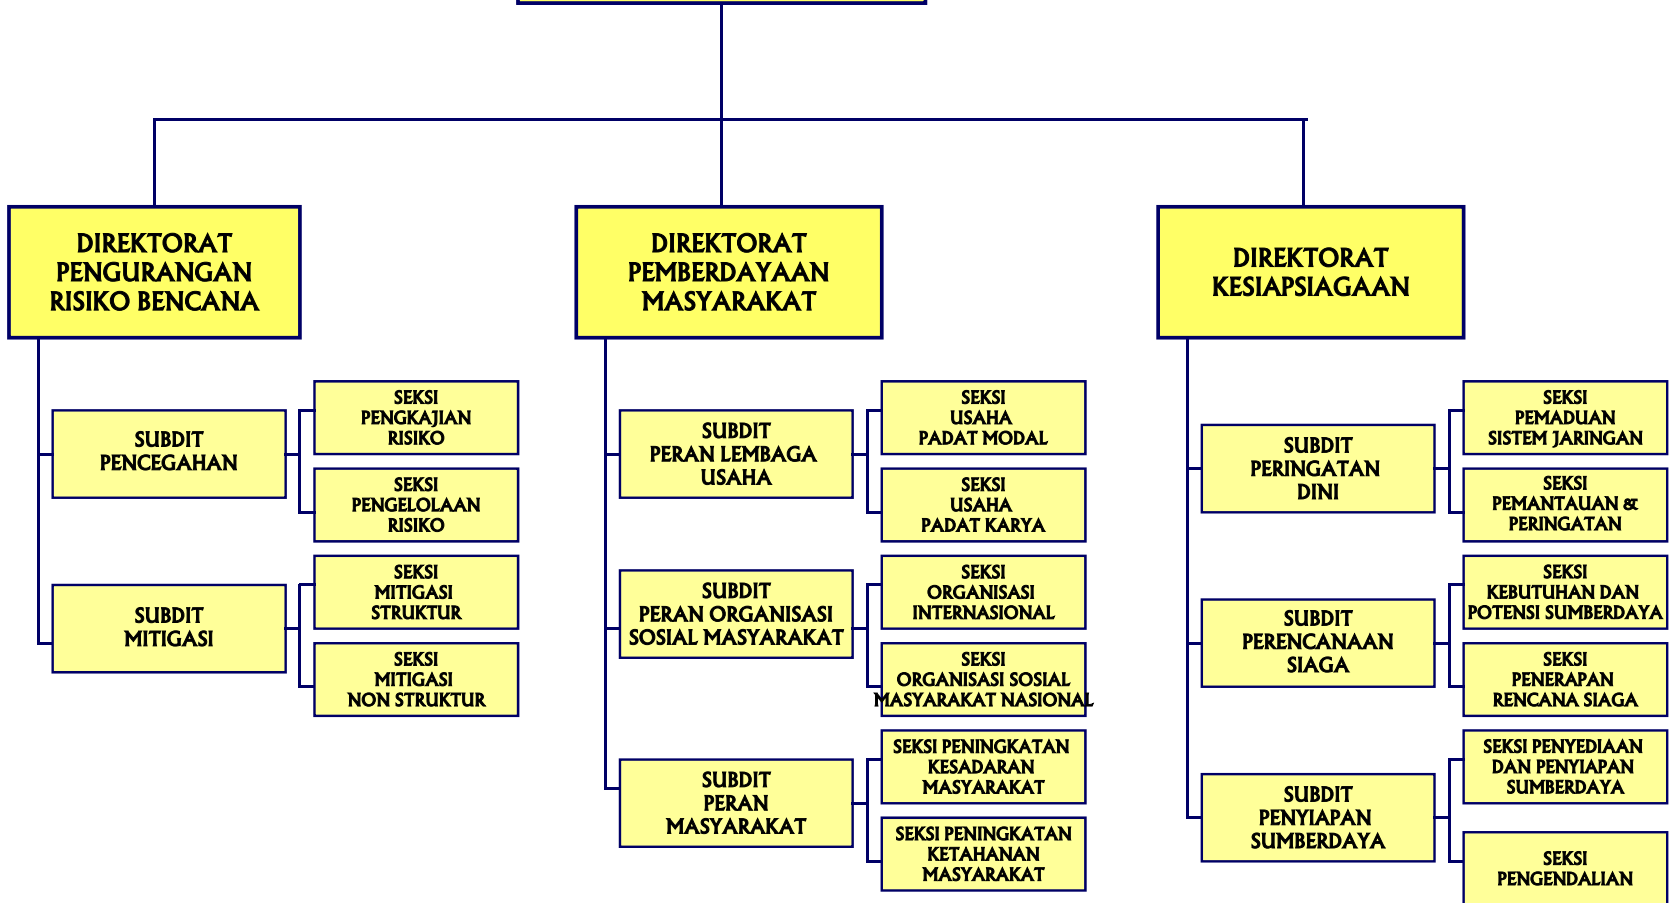 DIREKTORAT
PENGURANGAN
RISIKO BENCANA
SUBDIT
PENCEGAHAN
SEKSI
PENGKAJIAN
RISIKO
SEKSI
PENGELOLAAN
RISIKO
SUBDIT
MITIGASI
SEKSI
MITIGASI
STRUKTUR
SEKSI
MITIGASI
NON STRUKTUR
DIREKTORAT
PEMBERDAYAAN
MASYARAKAT
SUBDIT
PERAN LEMBAGA
USAHA
SEKSI
USAHA
PADAT MODAL
SEKSI
USAHA
PADAT KARYA
SUBDIT
PERAN ORGANISASI
SOSIAL MASYARAKAT
SEKSI
ORGANISASI
INTERNASIONAL
SEKSI
ORGANISASI SOSIAL
MASYARAKAT NASIONAL
SUBDIT
PERAN
MASYARAKAT
SEKSI PENINGKATAN
KESADARAN
MASYARAKAT
SEKSI PENINGKATAN
KETAHANAN
MASYARAKAT
DIREKTORAT
KESIAPSIAGAAN
SUBDIT
PERINGATAN
DINI
SEKSI
PEMADUAN
SISTEM JARINGAN
SEKSI
PEMANTAUAN &
PERINGATAN
SUBDIT
PERENCANAAN
SIAGA
SEKSI
KEBUTUHAN DAN
POTENSI SUMBERDAYA
SEKSI
PENERAPAN
RENCANA SIAGA
SUBDIT
PENYIAPAN
SUMBERDAYA
SEKSI PENYEDIAAN
DAN PENYIAPAN
SUMBERDAYA
SEKSI
PENGENDALIAN